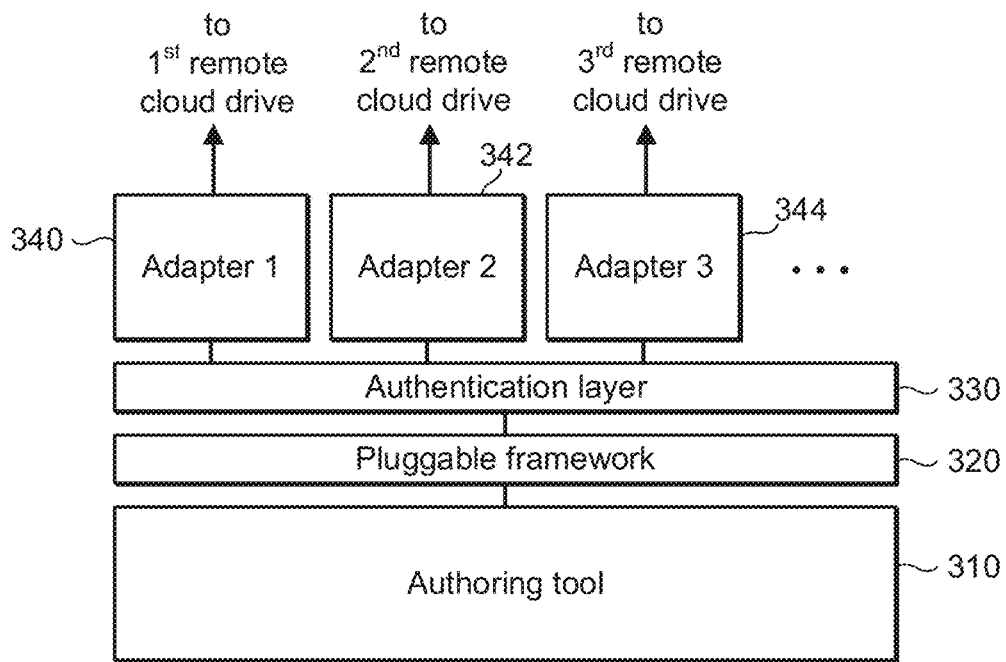 to
1st remote
cloud drive
to
2nd remote
cloud drive
to
3rd remote
cloud drive
340
Adapter 1
342
Adapter 2
344
Adapter 3
...
Authentication layer
330
Pluggable framework
320
Authoring tool
310